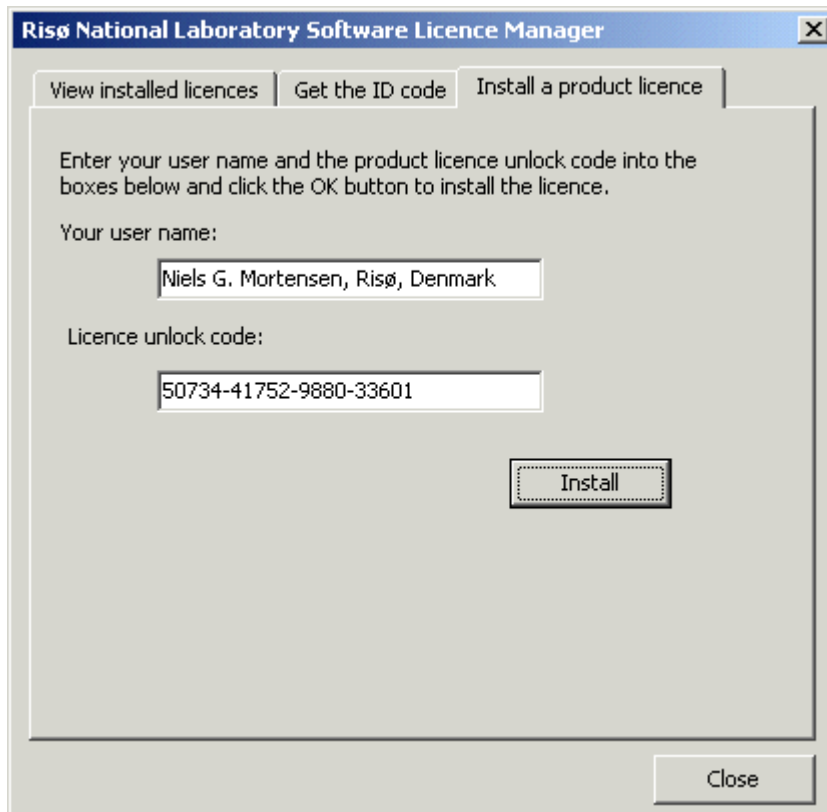 Risø National Laboratory Software Licence Manager
View installed licences Get the ID code Install a product licence
Enter your user name and the product licence unlock code into the
boxes below and click the OK button to install the licence.
Your user name:
Niels G. Mortensen, Risø, Denmark
Licence unlock code:
50734-41752-9880-33601
Install
Close